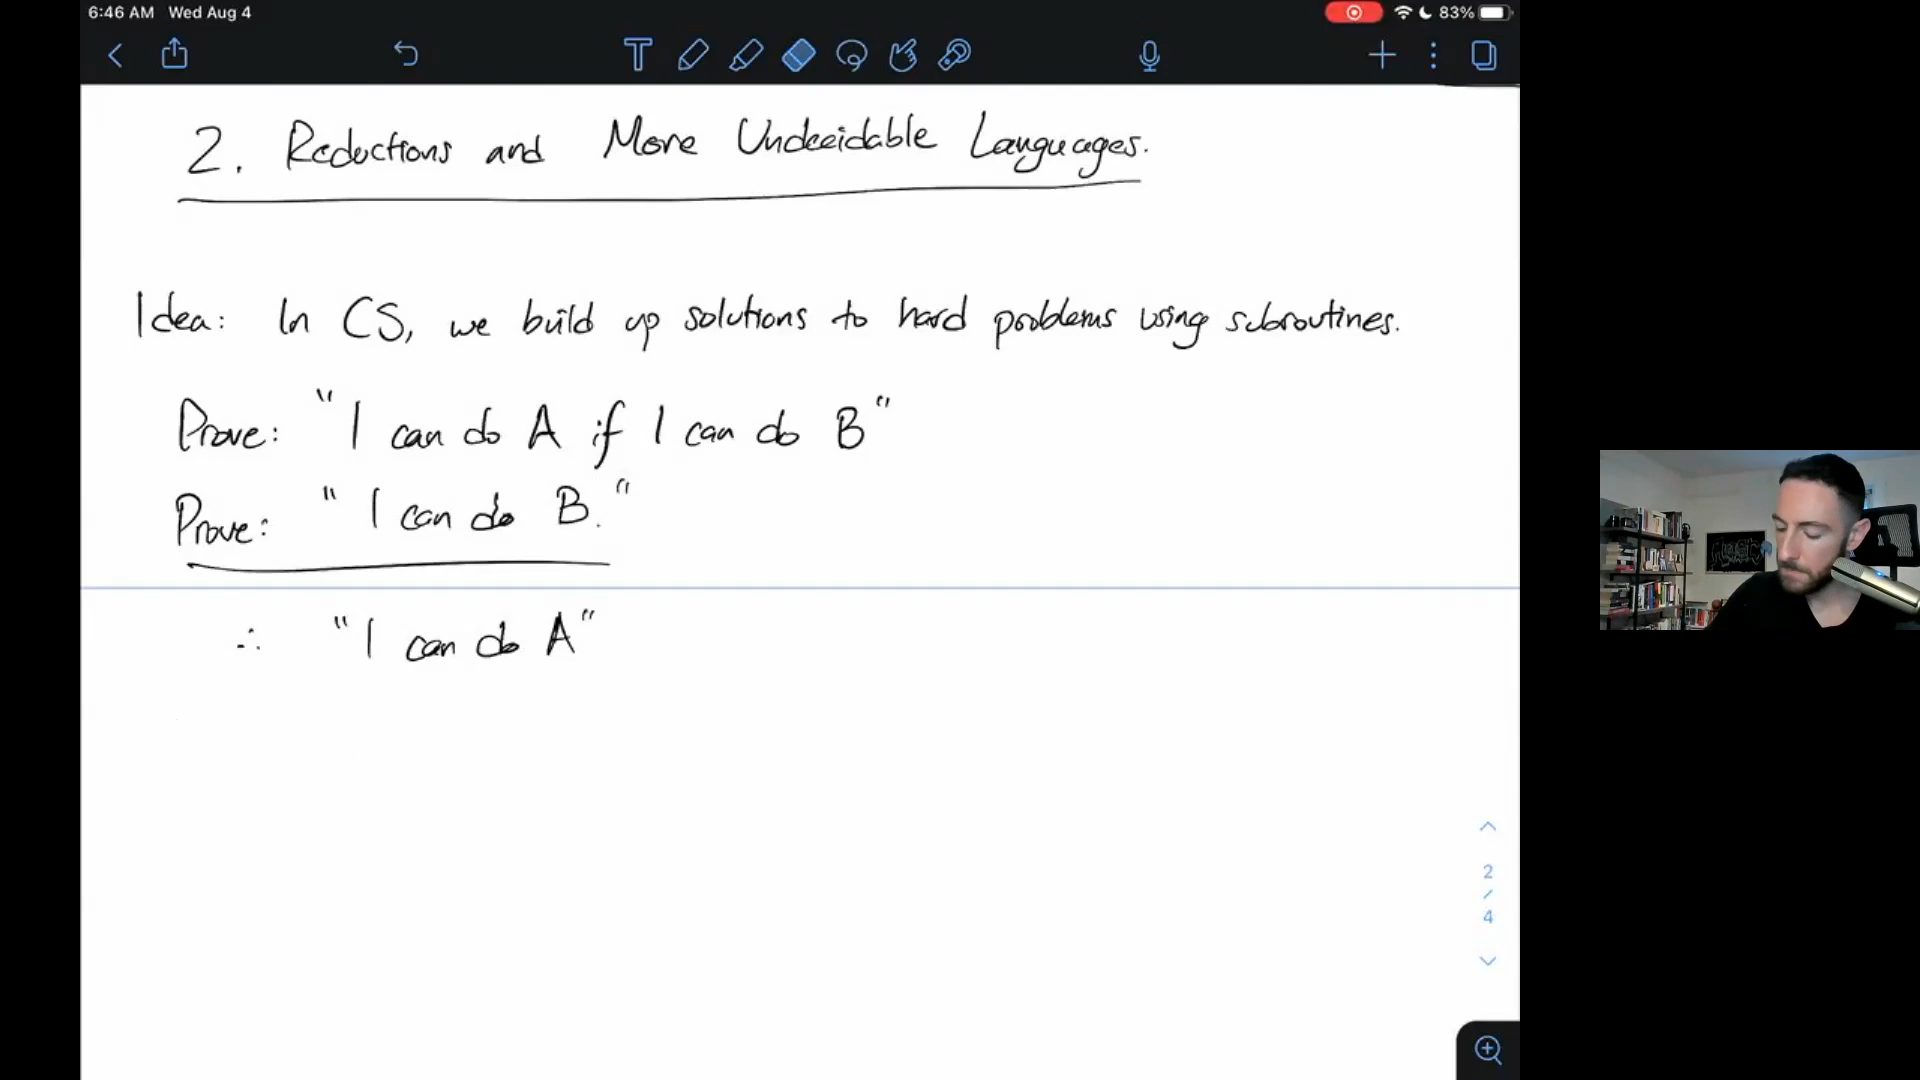 6:46 AM Wed Aug 4
83%
2. Reductions and More Undecidable Languages.
Idea: In CS, we build up solutions to hard problems using subroutines.
Prove: "I can do A if I can do B"
Prove: "I can do B."
∴ "I can do A"
2
/
4